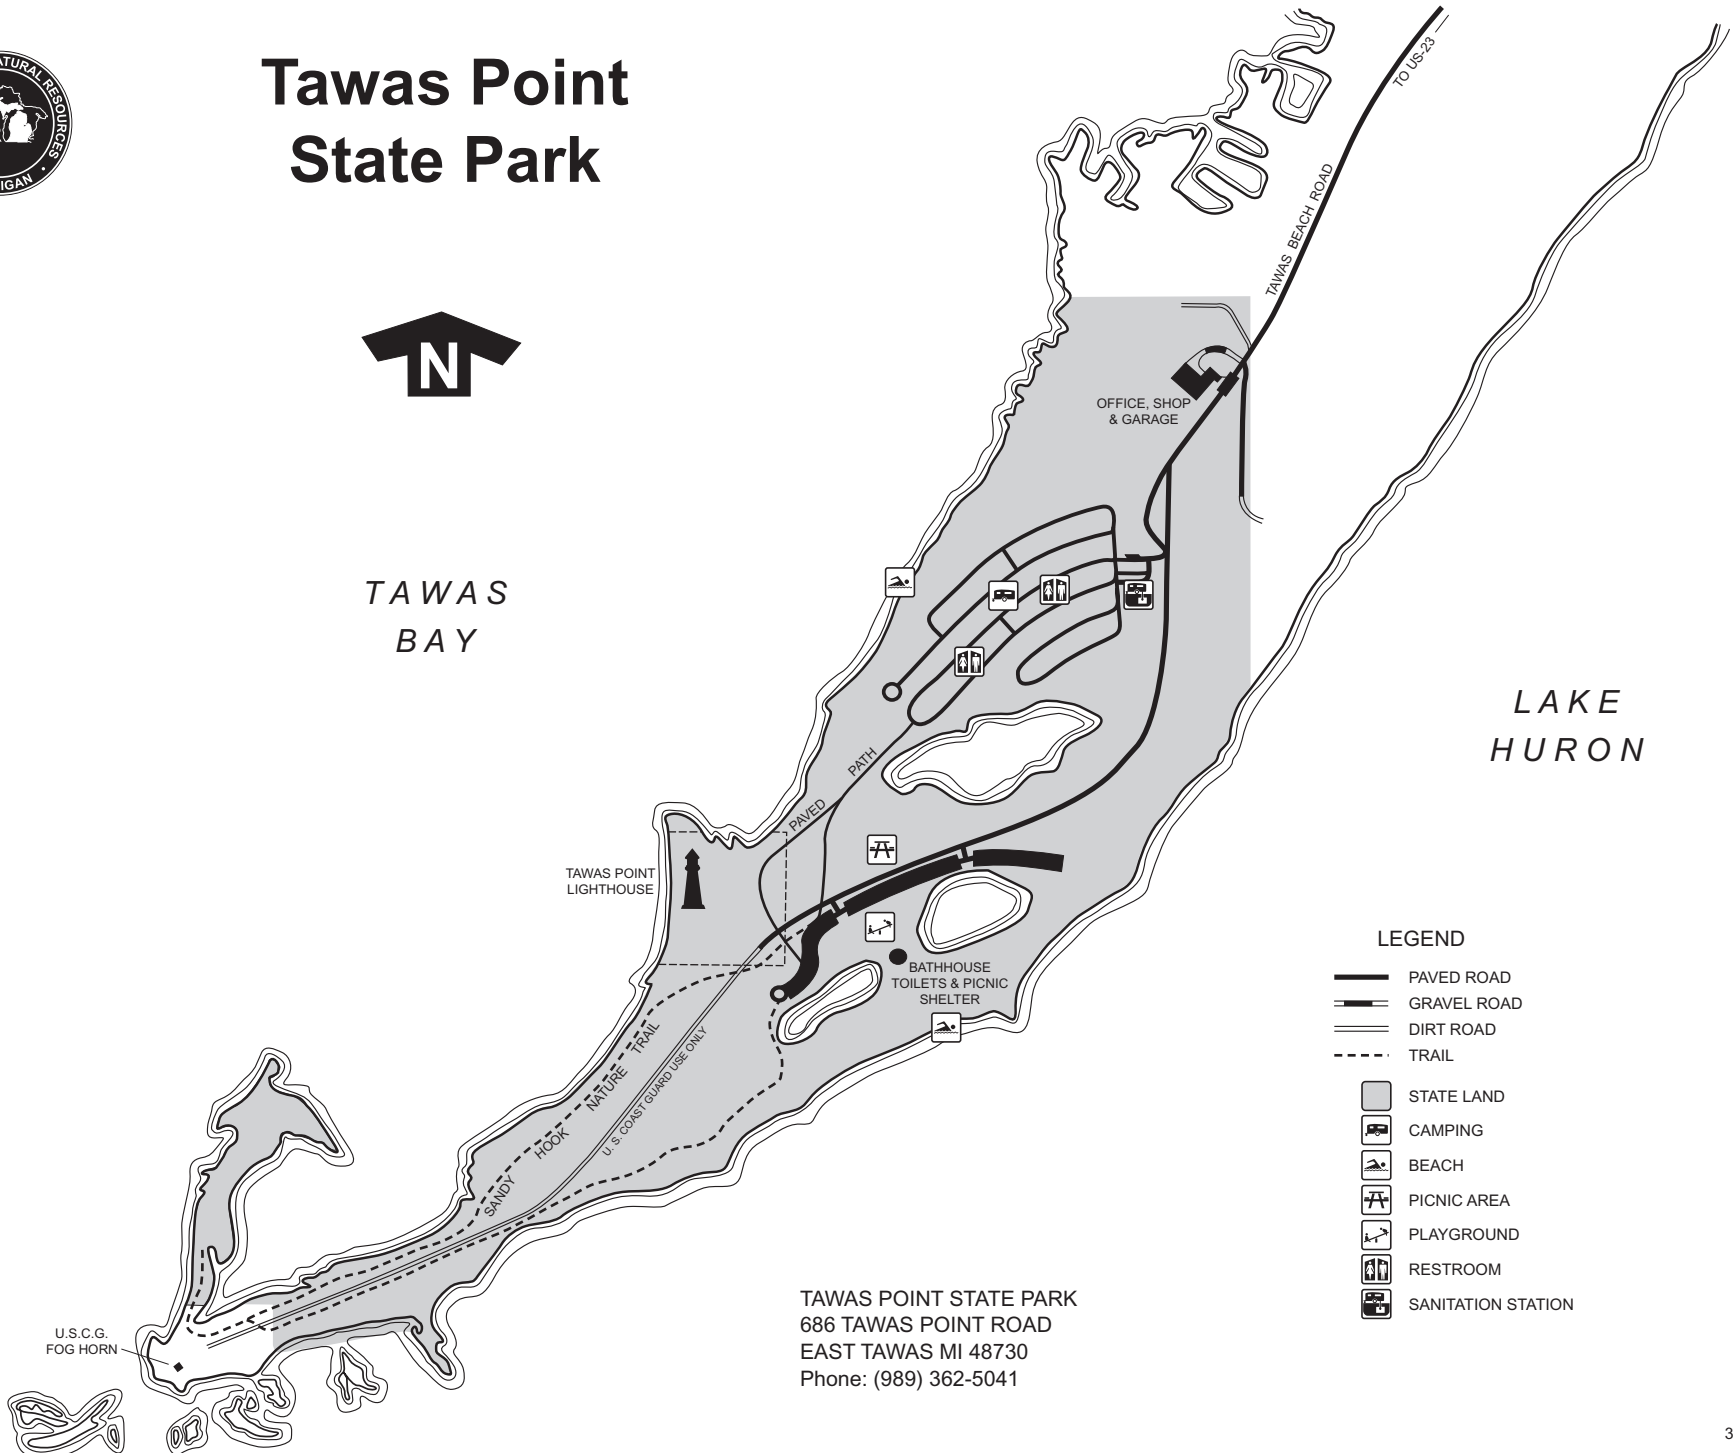 Tawas Point
State Park
NATURAL RESOURCES •
N
TO US-23
TAWAS BEACH ROAD
OFFICE, SHOP
& GARAGE
TAWAS
BAY
LAKE
HURON
PAVED PATH
TAWAS POINT
LIGHTHOUSE
BATHHOUSE
TOILETS & PICNIC
SHELTER
SANDY HOOK NATURE TRAIL
U. S. COAST GUARD USE ONLY
U.S.C.G.
FOG HORN
LEGEND
PAVED ROAD
GRAVEL ROAD
DIRT ROAD
TRAIL
STATE LAND
CAMPING
BEACH
PICNIC AREA
PLAYGROUND
RESTROOM
SANITATION STATION
TAWAS POINT STATE PARK
686 TAWAS POINT ROAD
EAST TAWAS MI 48730
Phone: (989) 362-5041
3